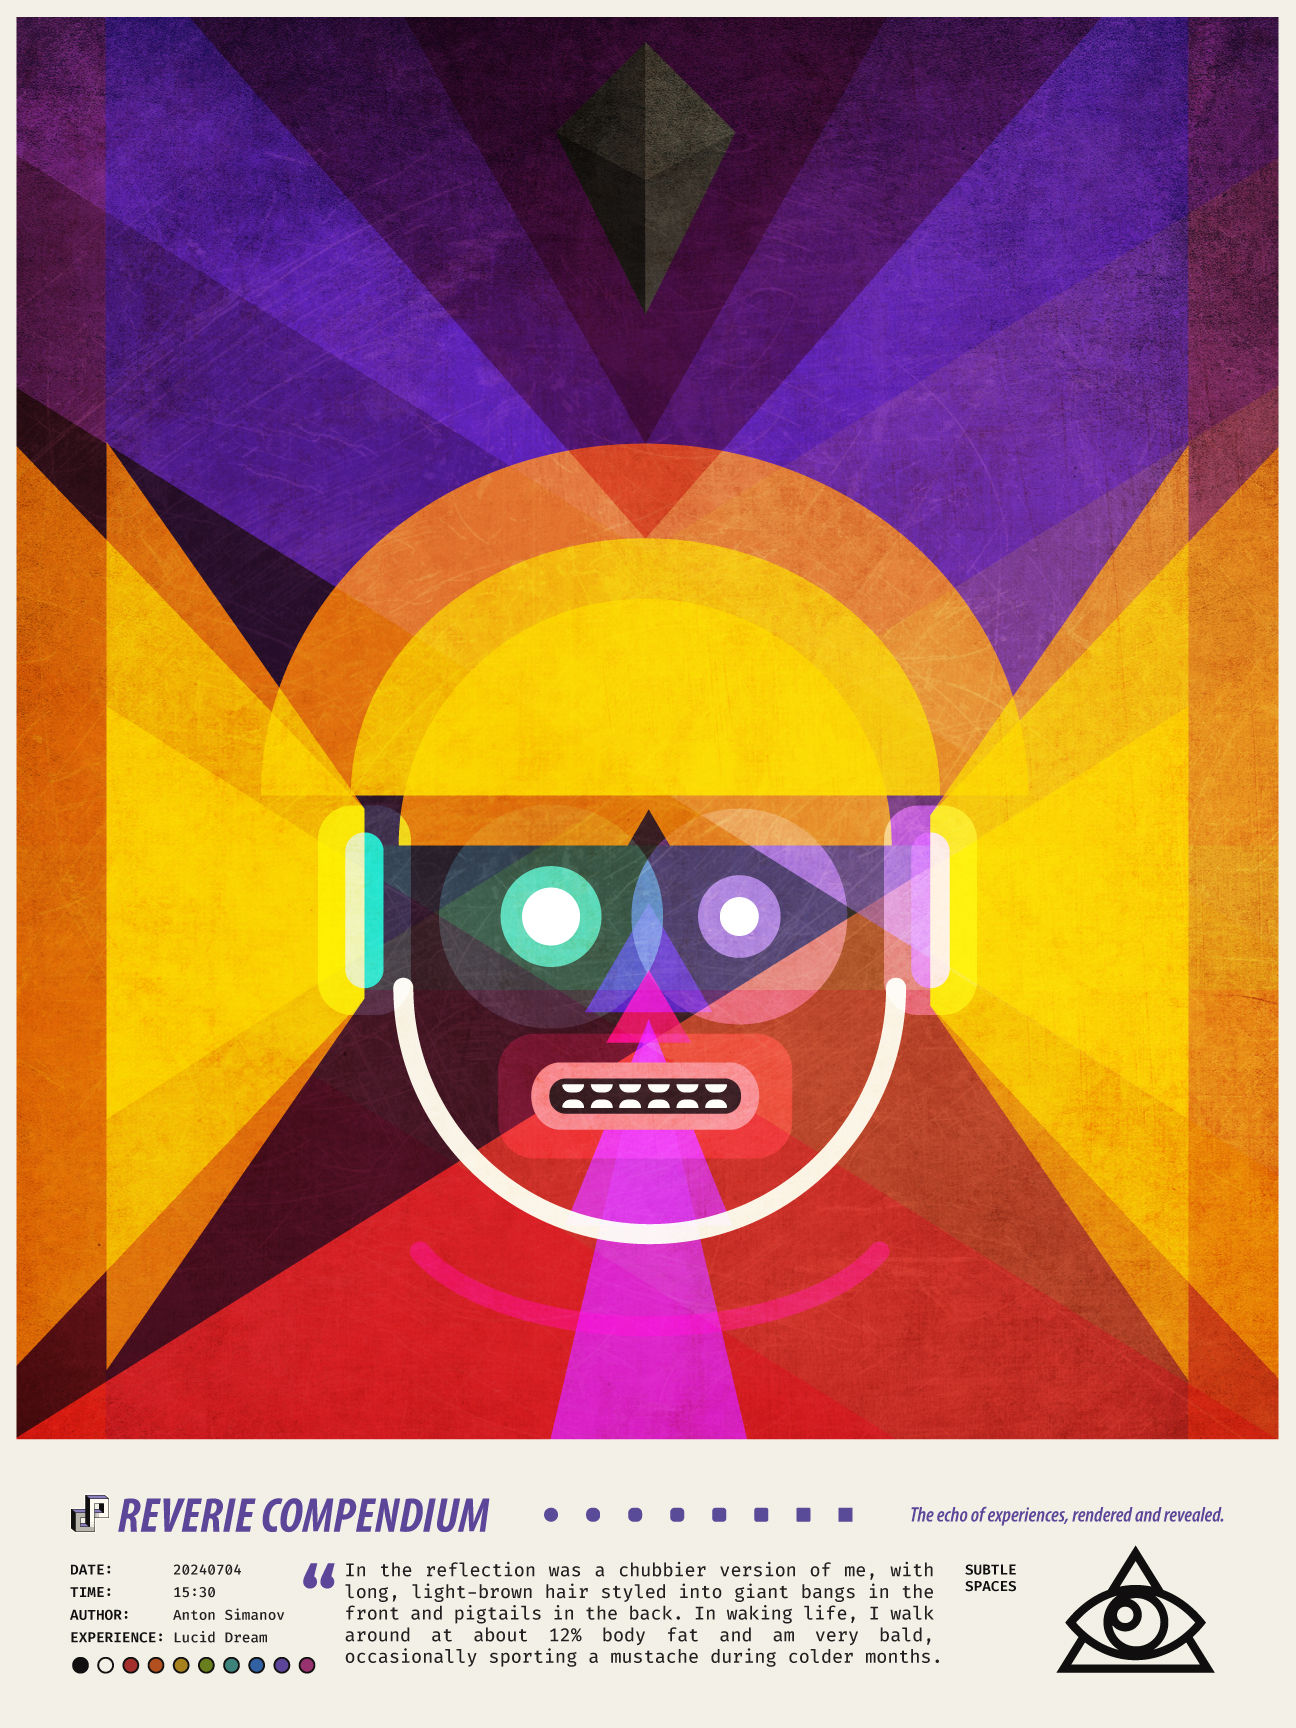 REVERIE COMPENDIUM
The echo of experiences, rendered and revealed.
DATE: 20240704
TIME: 15:30
AUTHOR: Anton Simanov
EXPERIENCE: Lucid Dream
“In the reflection was a chubbier version of me, with
long, light-brown hair styled into giant bangs in the
front and pigtails in the back. In waking life, I walk
around at about 12% body fat and am very bald,
occasionally sporting a mustache during colder months.
SUBTLE
SPACES